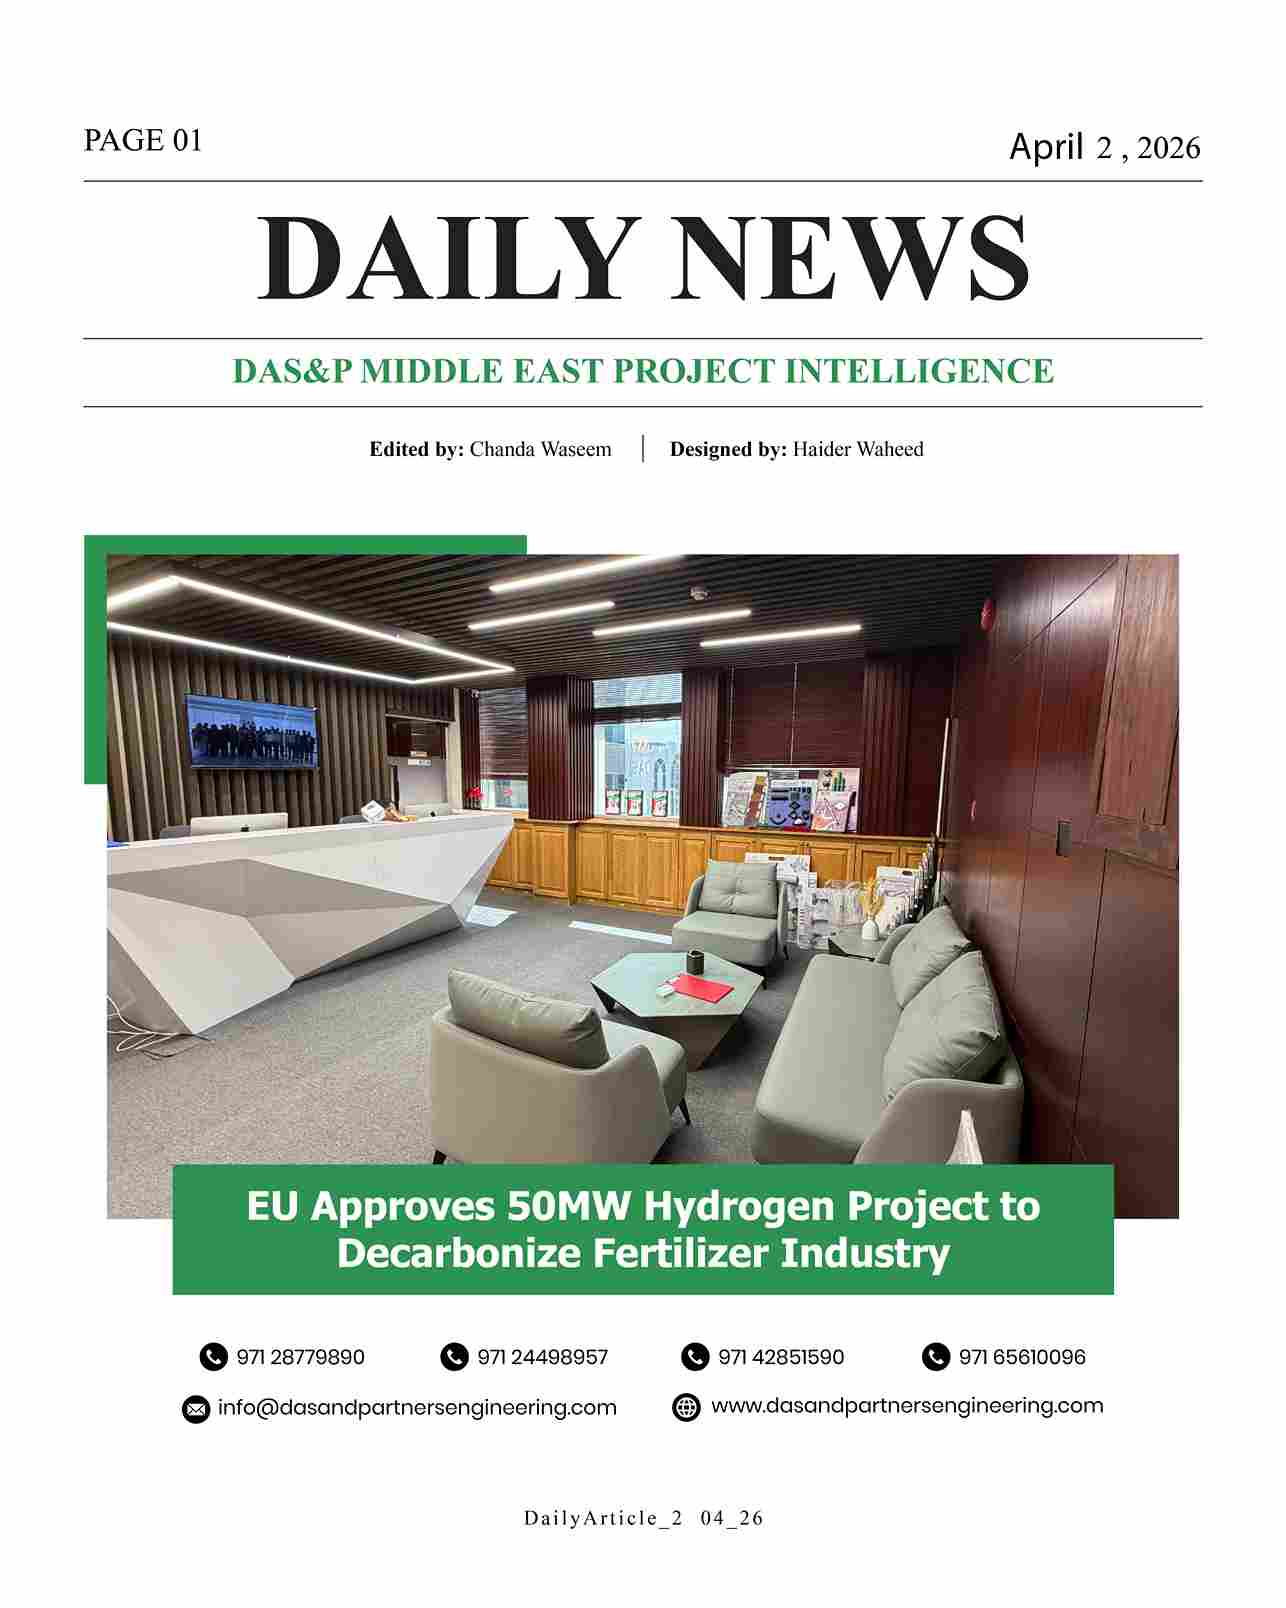 PAGE 01
April 2 , 2026
DAILY NEWS
DAS&P MIDDLE EAST PROJECT INTELLIGENCE
Edited by: Chanda Waseem
Designed by: Haider Waheed
EU Approves 50MW Hydrogen Project to
Decarbonize Fertilizer Industry
971 28779890
971 24498957
971 42851590
971 65610096
info@dasandpartnersengineering.com
www.dasandpartnersengineering.com
DailyArticle_2 04_26